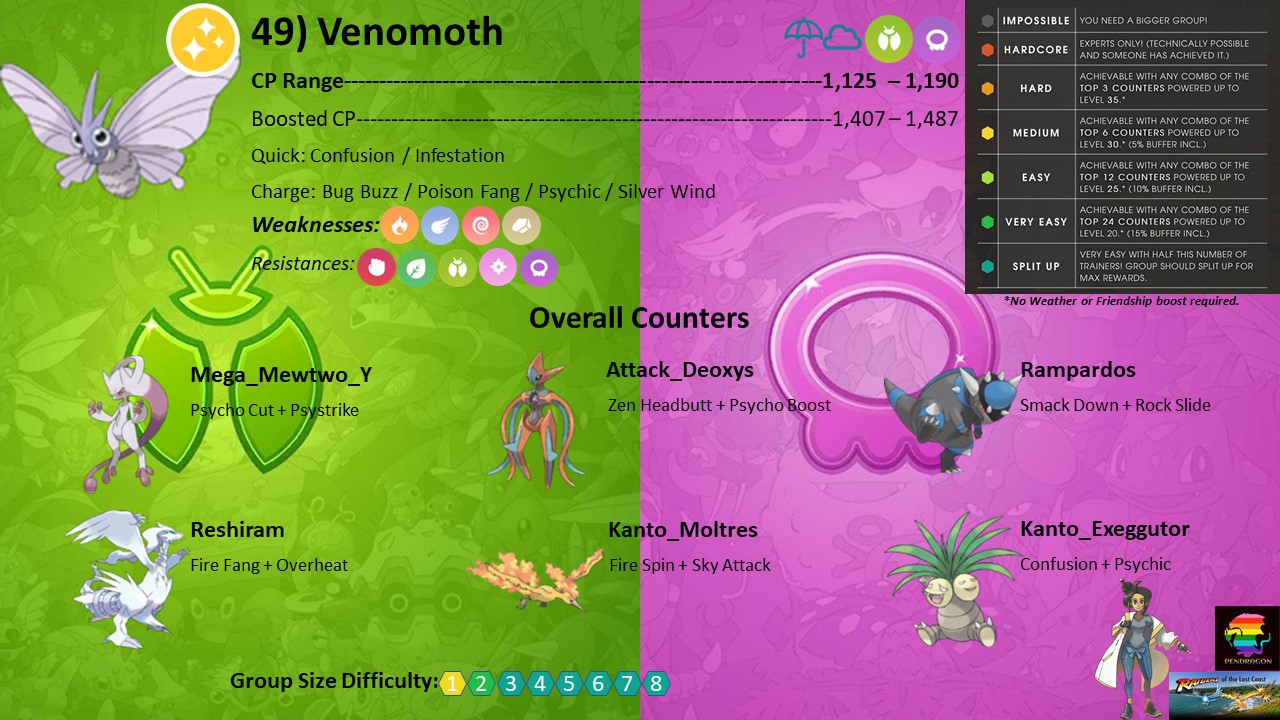 49) Venomoth
CP Range--------------------1,125 – 1,190
Boosted CP--------------------1,407 – 1,487
Quick: Confusion / Infestation
Charge: Bug Buzz / Poison Fang / Psychic / Silver Wind
Weaknesses:
Resistances:
IMPOSSIBLE YOU NEED A BIGGER GROUP!
HARDCORE EXPERTS ONLY! (TECHNICALLY POSSIBLE
AND SOMEONE HAS ACHIEVED IT.)
HARD ACHIEVABLE WITH ANY COMBO OF THE
TOP 3 COUNTERS POWERED UP TO
LEVEL 35.*
MEDIUM ACHIEVABLE WITH ANY COMBO OF THE
TOP 6 COUNTERS POWERED UP TO
LEVEL 30.* (5% BUFFER INCL.)
EASY ACHIEVABLE WITH ANY COMBO OF THE
TOP 12 COUNTERS POWERED UP TO
LEVEL 25.* (10% BUFFER INCL.)
VERY EASY ACHIEVABLE WITH ANY COMBO OF THE
TOP 24 COUNTERS POWERED UP TO
LEVEL 20.* (15% BUFFER INCL.)
SPLIT UP VERY EASY WITH HALF THIS NUMBER OF
TRAINERS! GROUP SHOULD SPLIT UP FOR
MAX REWARDS.
*No Weather or Friendship boost required.
Overall Counters
Mega_Mewtwo_Y
Psycho Cut + Psystrike
Attack_Deoxys
Zen Headbutt + Psycho Boost
Rampardos
Smack Down + Rock Slide
Reshiram
Fire Fang + Overheat
Kanto_Moltres
Fire Spin + Sky Attack
Kanto_Exeggutor
Confusion + Psychic
Group Size Difficulty: 1 2 3 4 5 6 7 8
PENDRAGON
RAIDERS of the Lost Coast